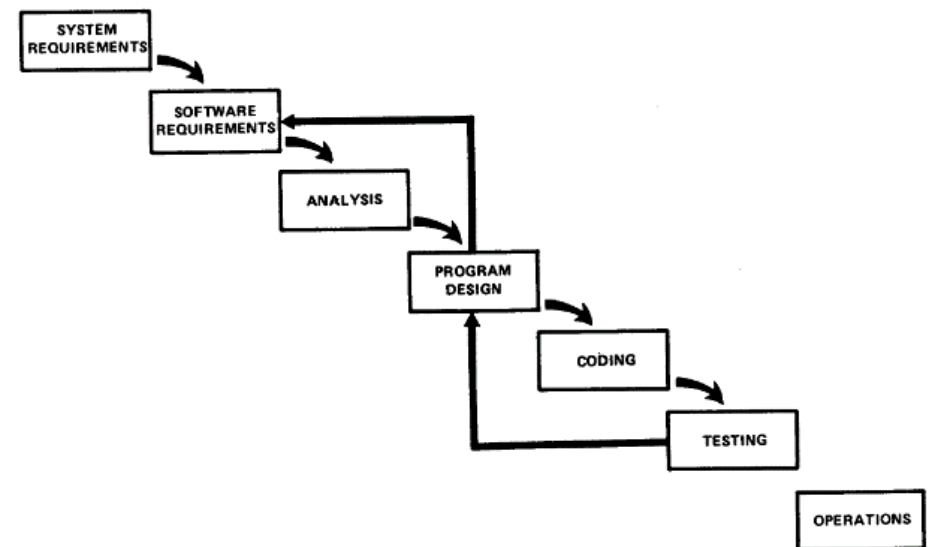 SYSTEM
REQUIREMENTS
SOFTWARE
REQUIREMENTS
ANALYSIS
PROGRAM
DESIGN
CODING
TESTING
OPERATIONS